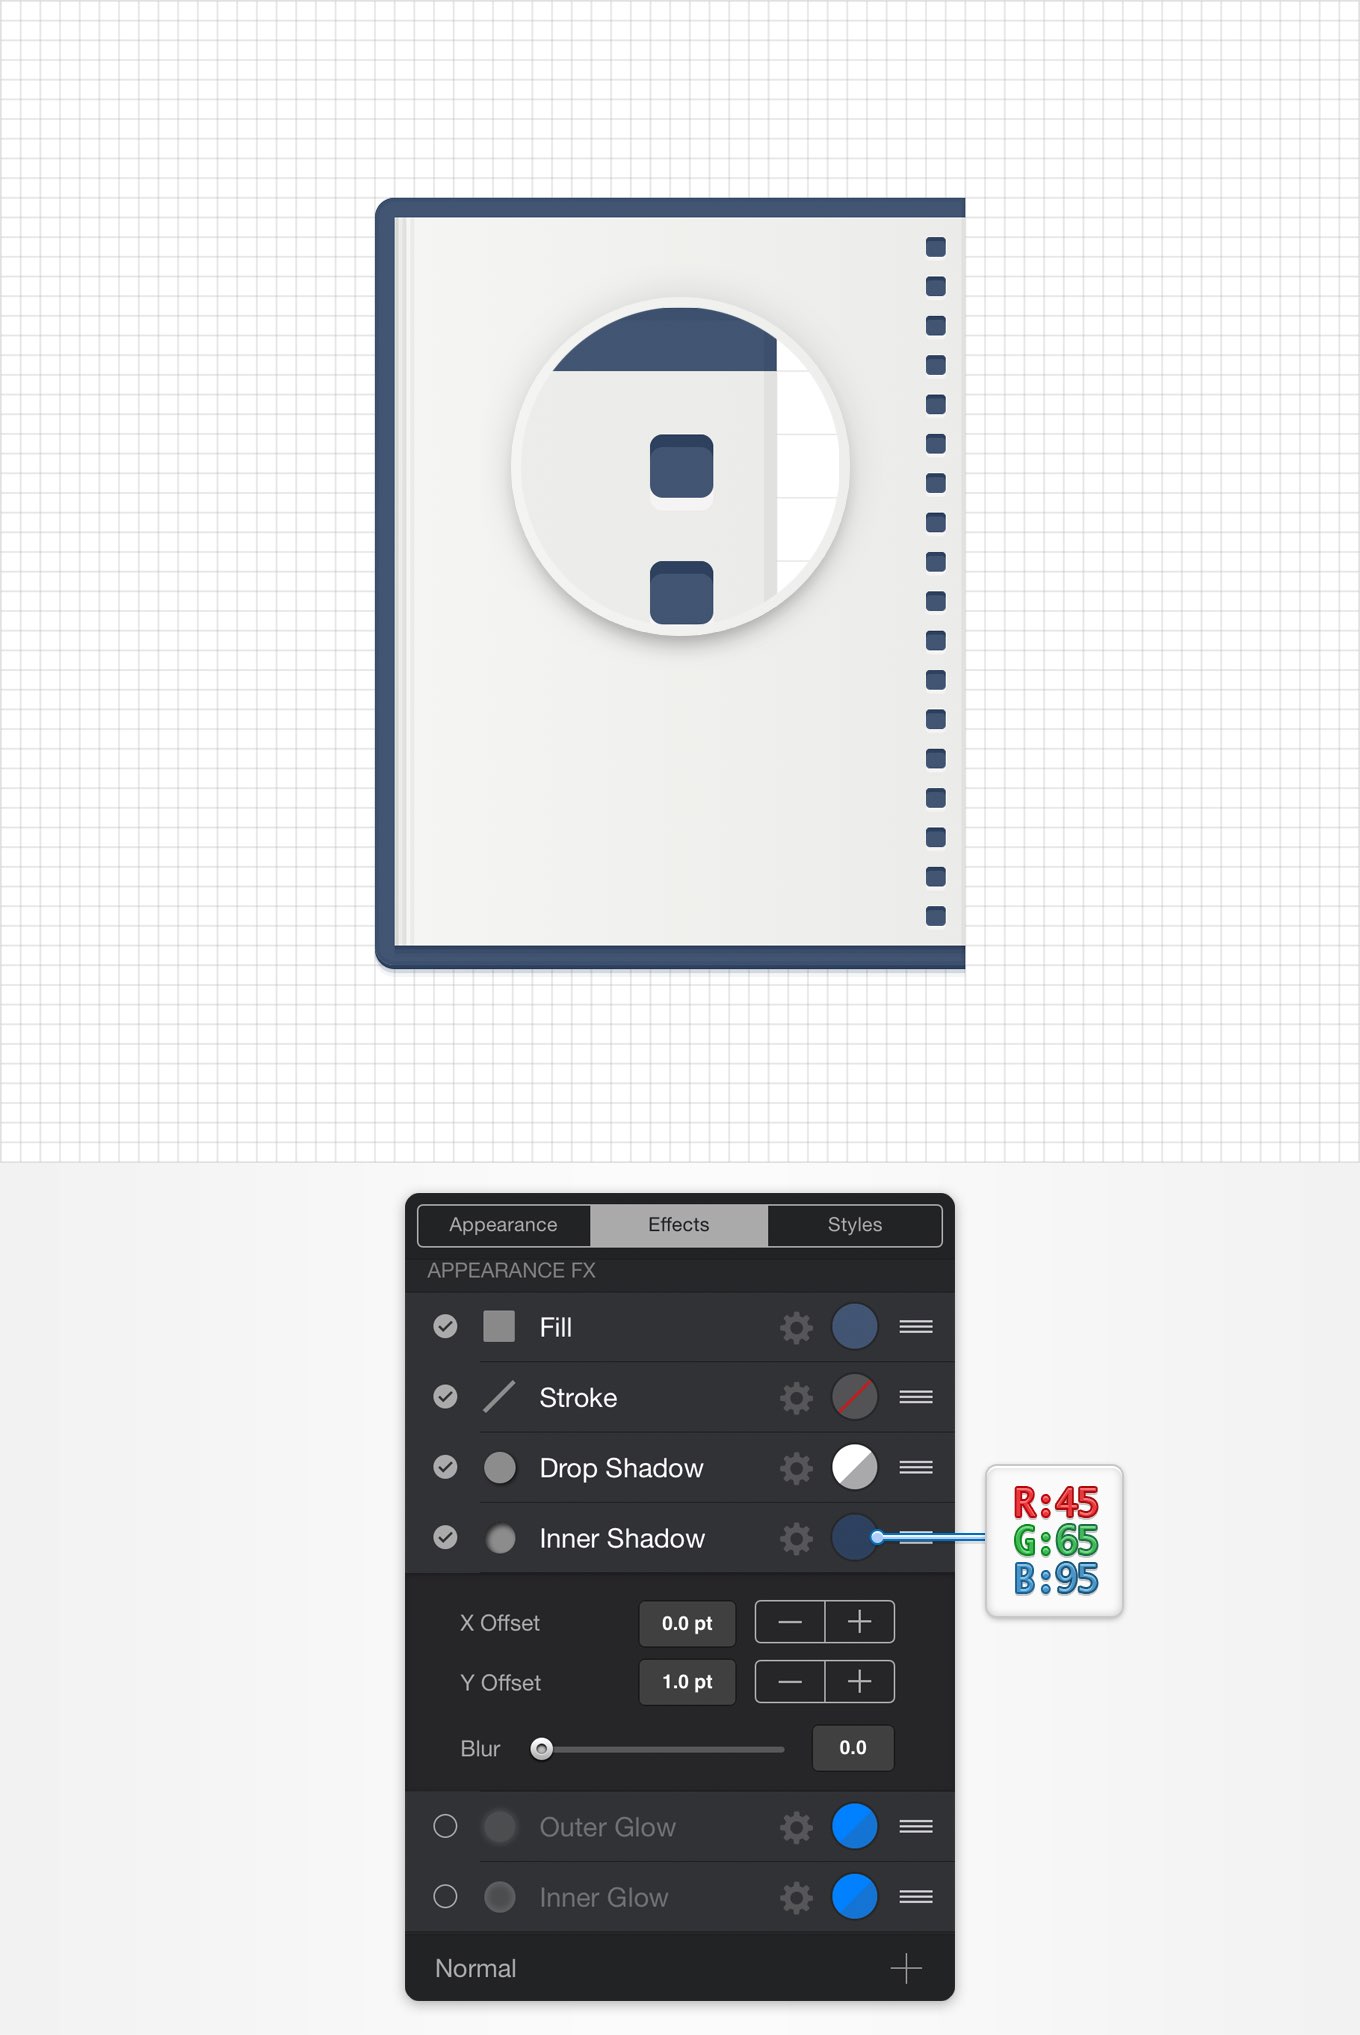 Appearance Effects Styles
APPEARANCE FX
Fill
Stroke
Drop Shadow
Inner Shadow
R:45
G:65
B:95
X Offset 0.0 pt
Y Offset 1.0 pt
Blur 0.0
Outer Glow
Inner Glow
Normal